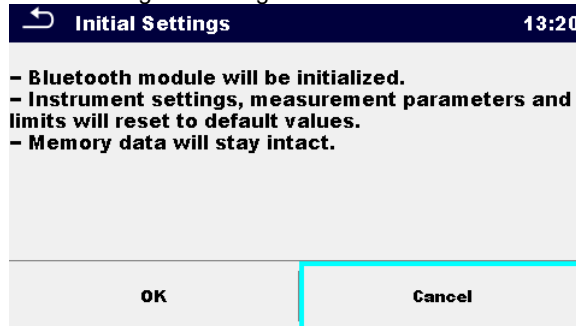 Initial Settings 13:20
– Bluetooth module will be initialized.
– Instrument settings, measurement parameters and
limits will reset to default values.
– Memory data will stay intact.
OK Cancel